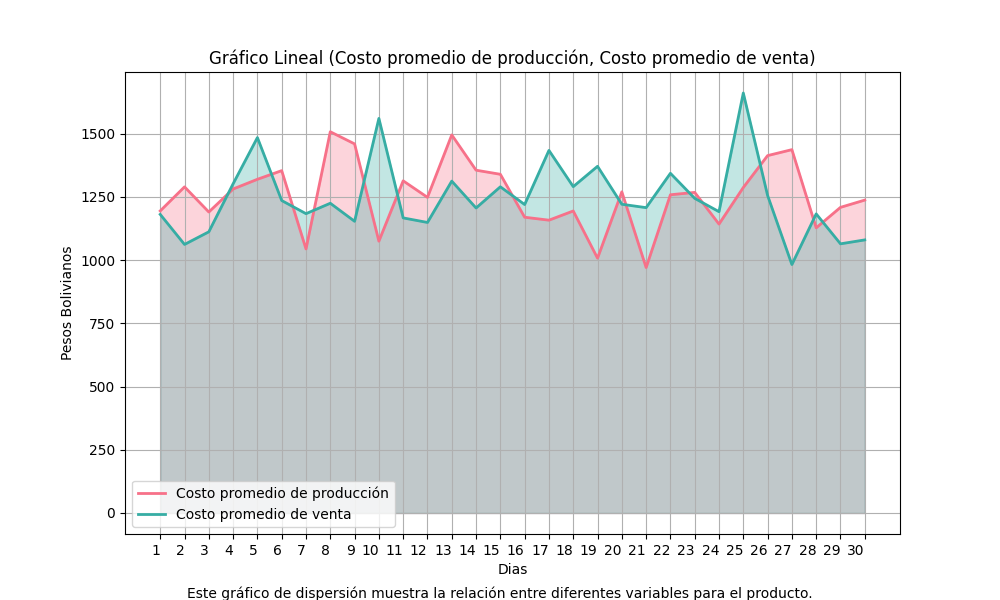 Gráfico Lineal (Costo promedio de producción, Costo promedio de venta)
Pesos Bolivianos
1500
1250
1000
750
500
250
0
Costo promedio de producción
Costo promedio de venta
1 2 3 4 5 6 7 8 9 10 11 12 13 14 15 16 17 18 19 20 21 22 23 24 25 26 27 28 29 30
Dias
Este gráfico de dispersión muestra la relación entre diferentes variables para el producto.